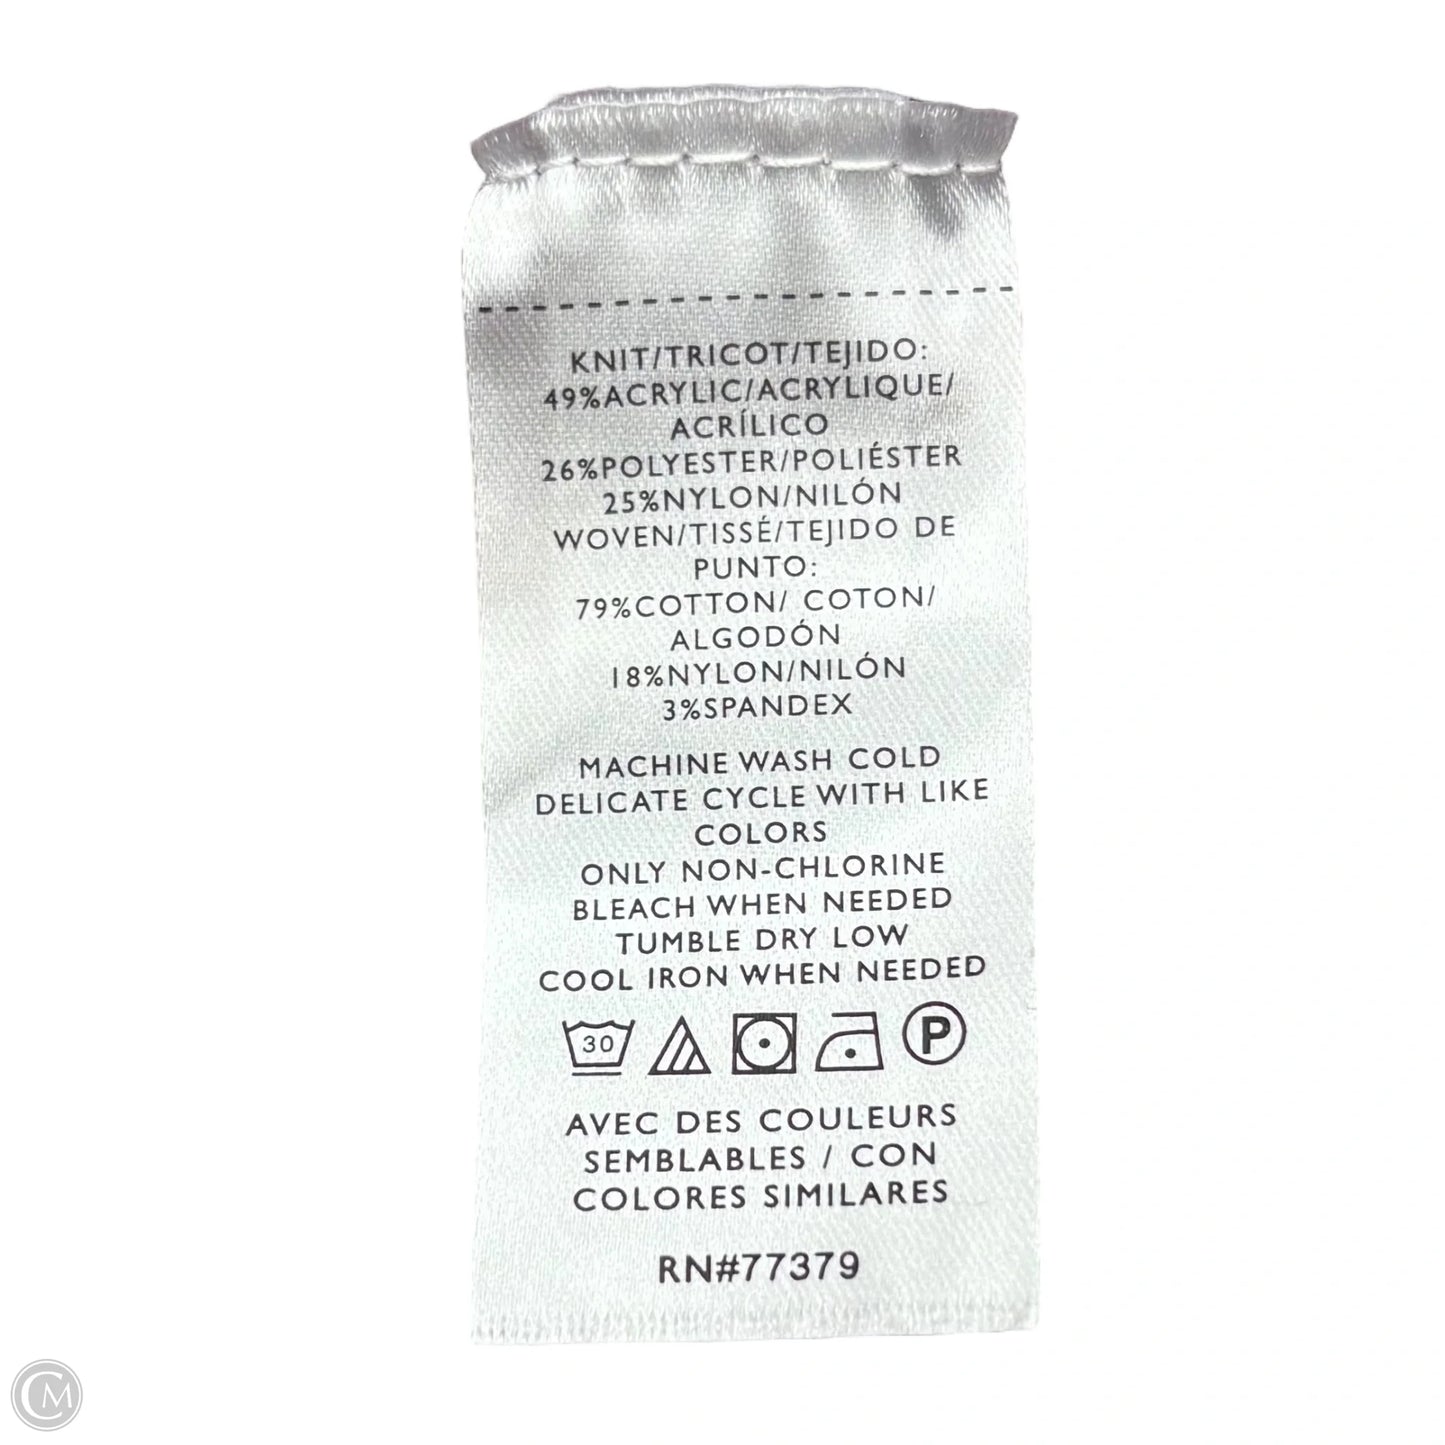 KNIT/TRICOT/TEJIDO:
49%ACRYLIC/ACRYLIQUE/
ACRÍLICO
26%POLYESTER/POLIÉSTER
25%NYLON/NILÓN
WOVEN/TISSÉ/TEJIDO DE
PUNTO:
79%COTTON/ COTON/
ALGODÓN
18%NYLON/NILÓN
3%SPANDEX
MACHINE WASH COLD
DELICATE CYCLE WITH LIKE
COLORS
ONLY NON-CHLORINE
BLEACH WHEN NEEDED
TUMBLE DRY LOW
COOL IRON WHEN NEEDED
30 P
AVEC DES COULEURS
SEMBLABLES / CON
COLORES SIMILARES
RN#77379
CM